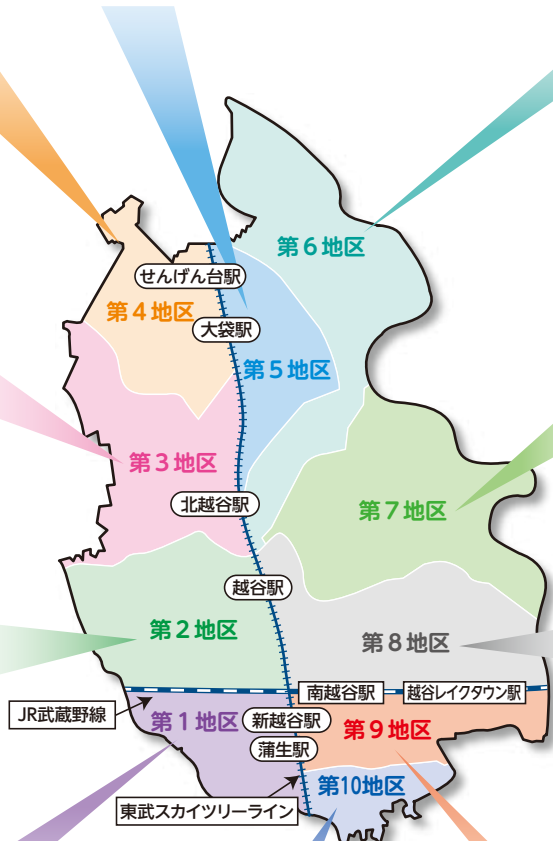 第6地区
せんげん台駅
第4地区
大袋駅
第5地区
第3地区
北越谷駅
第7地区
越谷駅
第2地区
第8地区
南越谷駅
越谷レイクタウン駅
JR武蔵野線
第1地区
新越谷駅
第9地区
蒲生駅
第10地区
東武スカイツリーライン